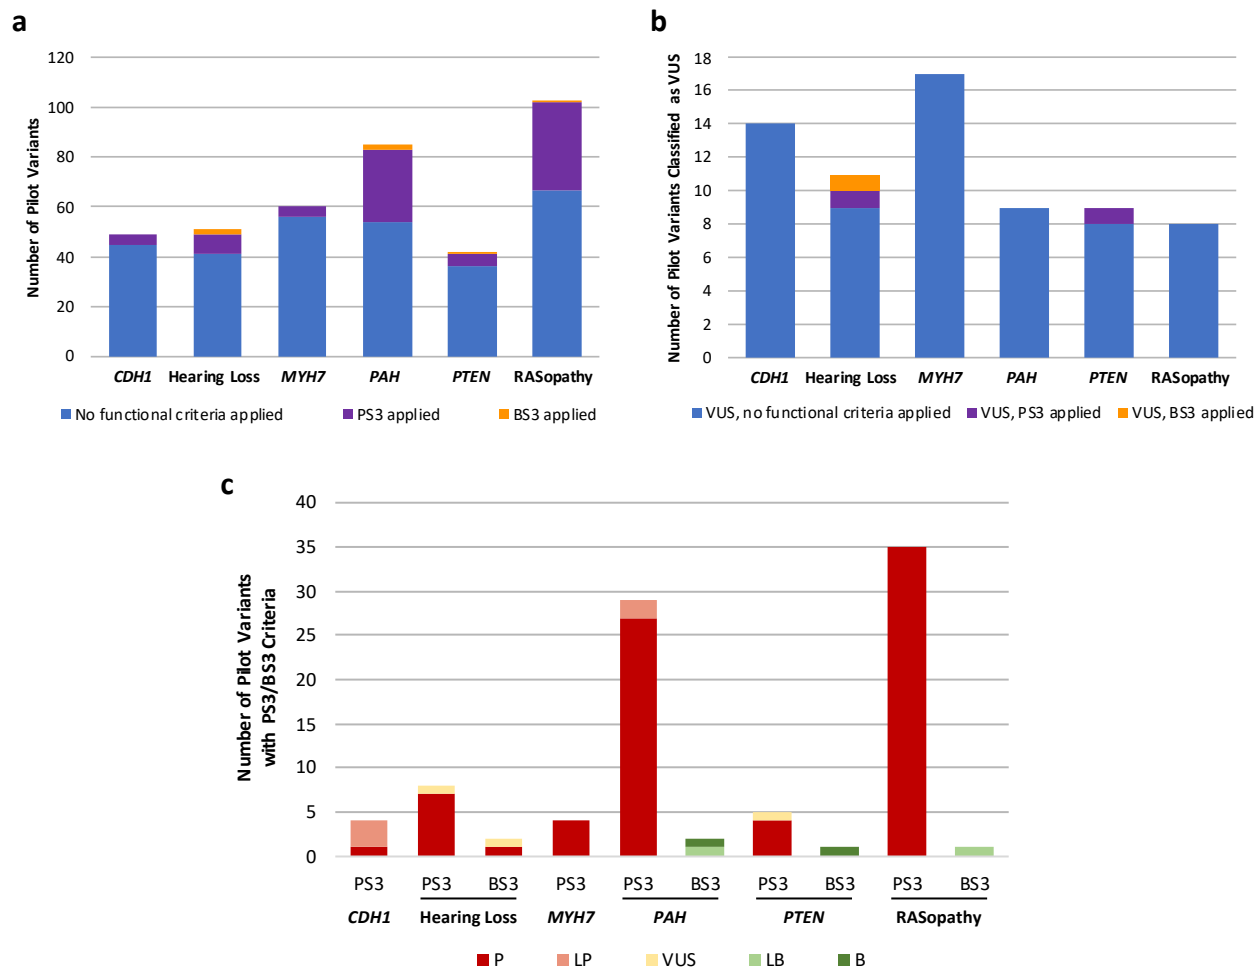 a
Number of Pilot Variants
120
100
80
60
40
20
0
CDH1 Hearing Loss MYH7 PAH PTEN RASopathy
No functional criteria applied PS3 applied BS3 applied
b
Number of Pilot Variants Classified as VUS
18
16
14
12
10
8
6
4
2
0
CDH1 Hearing Loss MYH7 PAH PTEN RASopathy
VUS, no functional criteria applied VUS, PS3 applied VUS, BS3 applied
c
Number of Pilot Variants
with PS3/BS3 Criteria
40
35
30
25
20
15
10
5
0
PS3 PS3 BS3 PS3 PS3 BS3 PS3 BS3 PS3 BS3
CDH1 Hearing Loss MYH7 PAH PTEN RASopathy
P LP VUS LB B